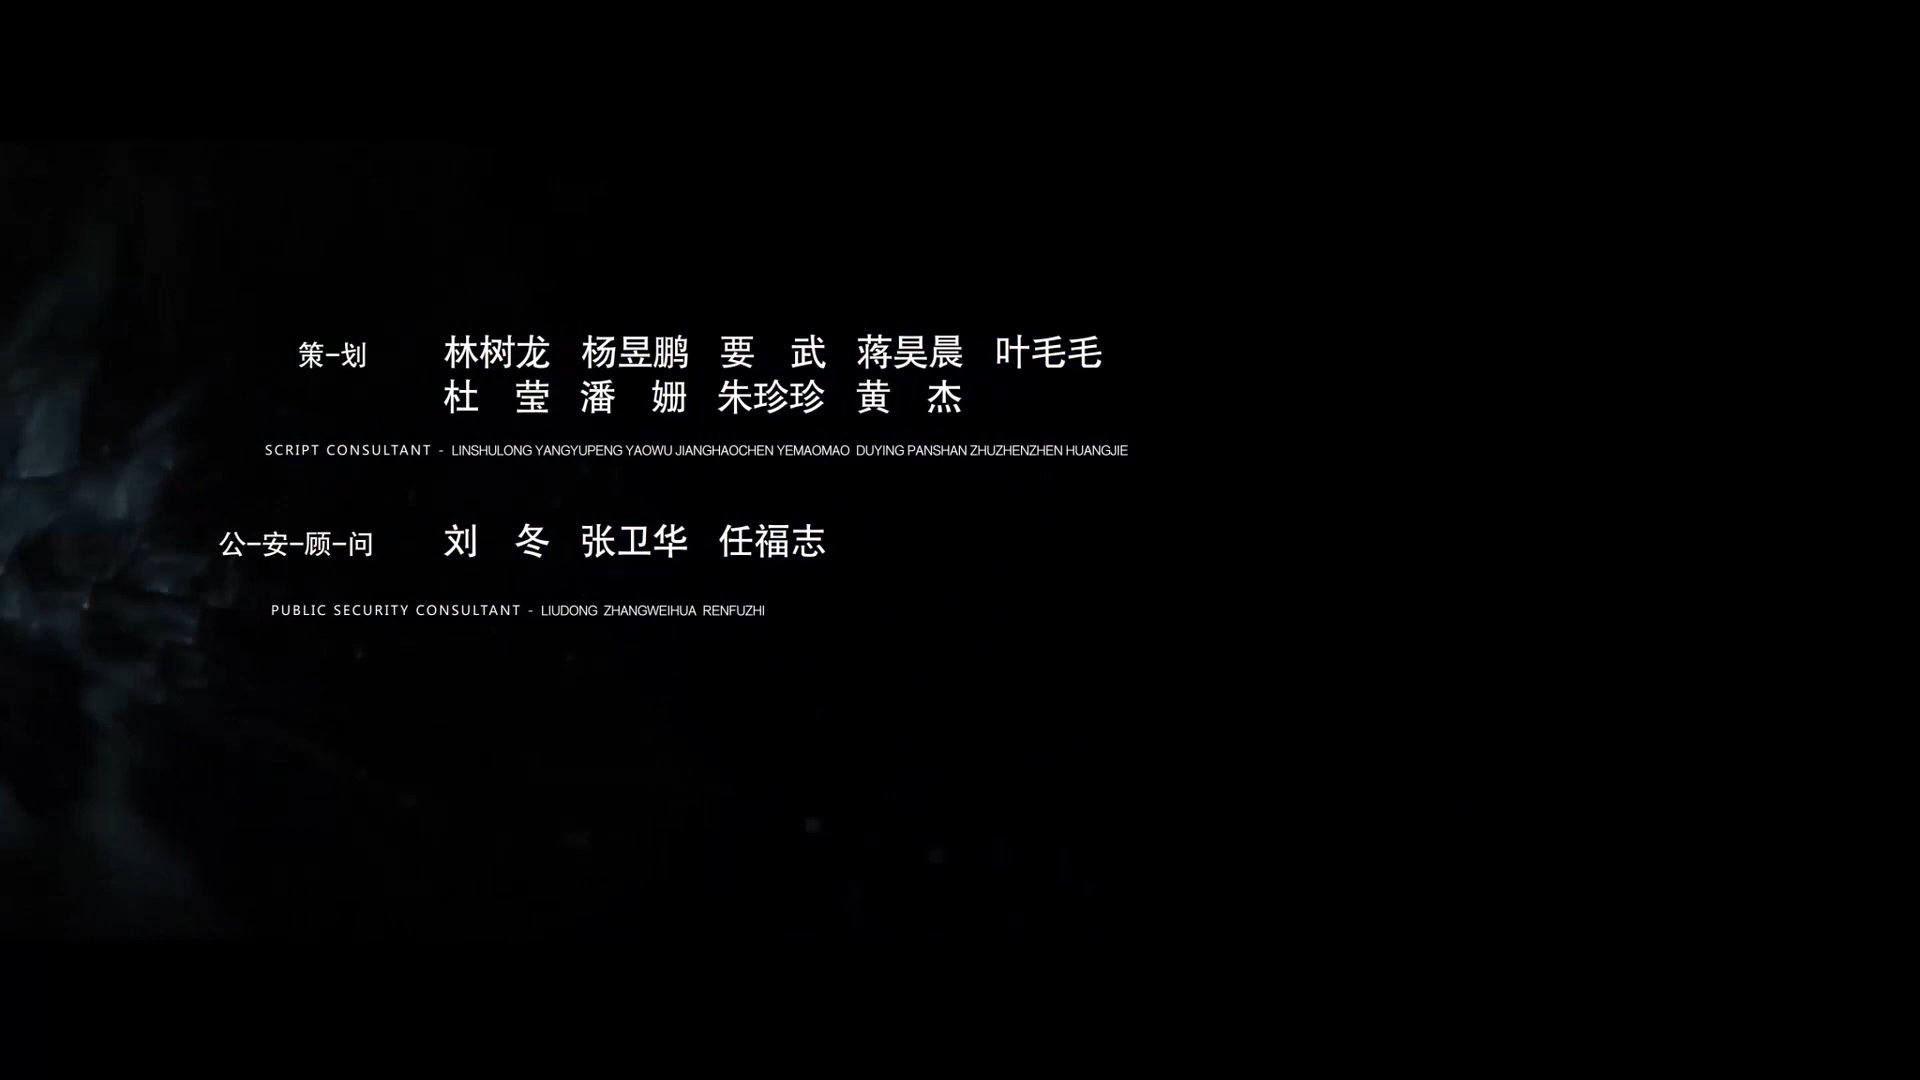 策-划 林树龙 杨昱鹏 要 武 蒋昊晨 叶毛毛
杜 莹 潘 姗 朱珍珍 黄 杰
SCRIPT CONSULTANT - LINSHULONG YANGYUPENG YAOWU JIANGHAOCHEN YEMAOMAO DUYING PANSHAN ZHUZHENZHEN HUANGJIE
公-安-顾-问 刘 冬 张卫华 任福志
PUBLIC SECURITY CONSULTANT - LIUDONG ZHANGWEIHUA RENFUZHI